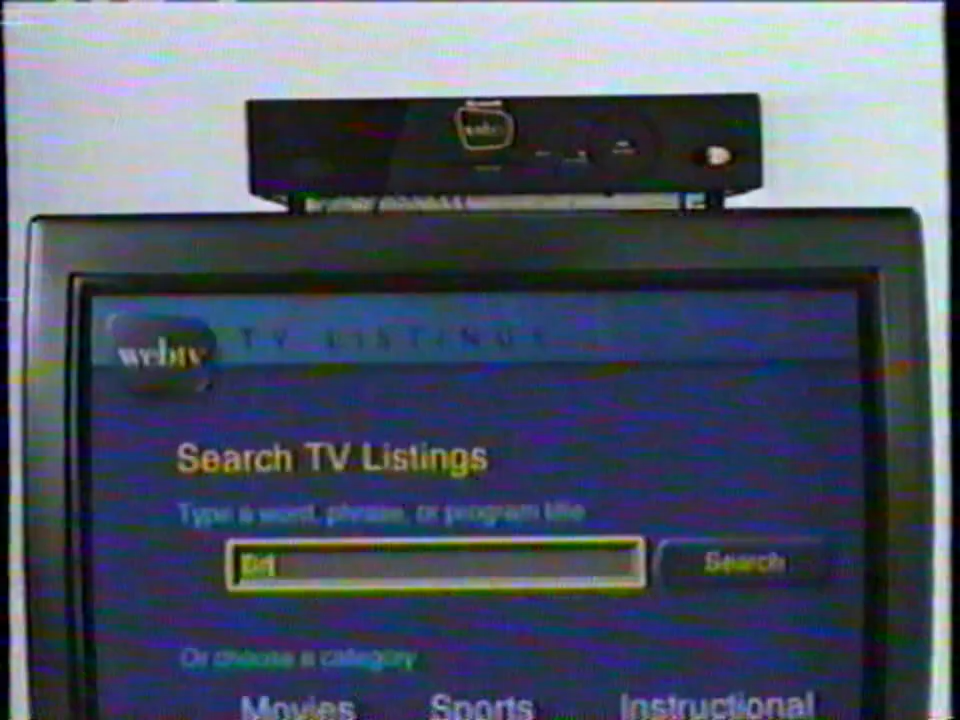 webtv
webtv
TV LISTINGS
Search TV Listings
Type a word, phrase, or program title
Search
Or choose a category
Movies Sports Instructional